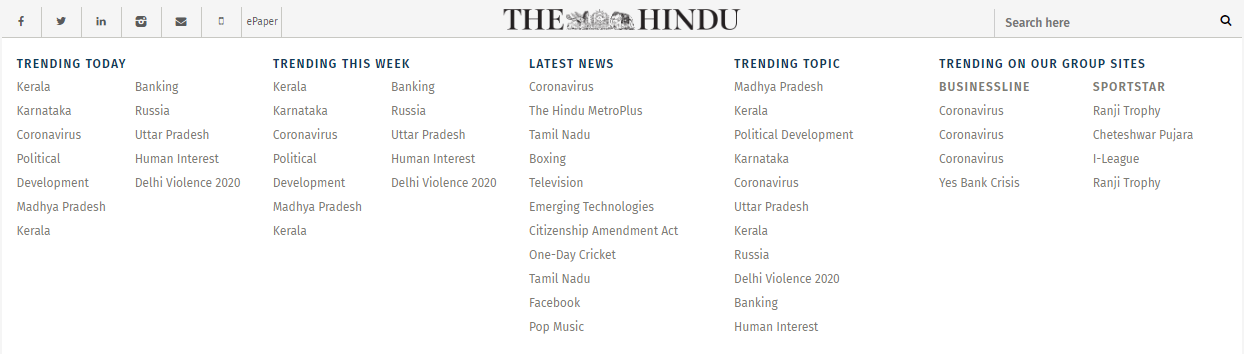 ePaper
THE HINDU
Search here
TRENDING TODAY
Kerala
Karnataka
Coronavirus
Political
Development
Madhya Pradesh
Kerala
Banking
Russia
Uttar Pradesh
Human Interest
Delhi Violence 2020
TRENDING THIS WEEK
Kerala
Karnataka
Coronavirus
Political
Development
Madhya Pradesh
Kerala
Banking
Russia
Uttar Pradesh
Human Interest
Delhi Violence 2020
LATEST NEWS
Coronavirus
The Hindu MetroPlus
Tamil Nadu
Boxing
Television
Emerging Technologies
Citizenship Amendment Act
One-Day Cricket
Tamil Nadu
Facebook
Pop Music
TRENDING TOPIC
Madhya Pradesh
Kerala
Political Development
Karnataka
Coronavirus
Uttar Pradesh
Kerala
Russia
Delhi Violence 2020
Banking
Human Interest
TRENDING ON OUR GROUP SITES
BUSINESSLINE
Coronavirus
Coronavirus
Coronavirus
Yes Bank Crisis
SPORTSTAR
Ranji Trophy
Cheteshwar Pujara
I-League
Ranji Trophy